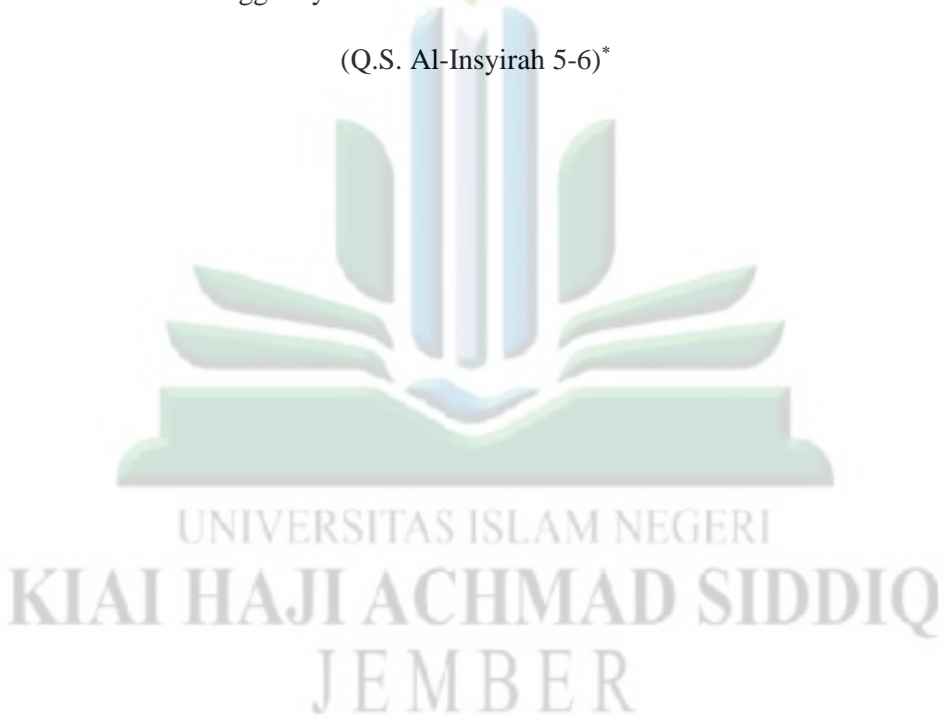 (Q.S. Al-Insyirah 5-6)*
UNIVERSITAS ISLAM NEGERI
KIAI HAJI ACHMAD SIDDIQ
JEMBER